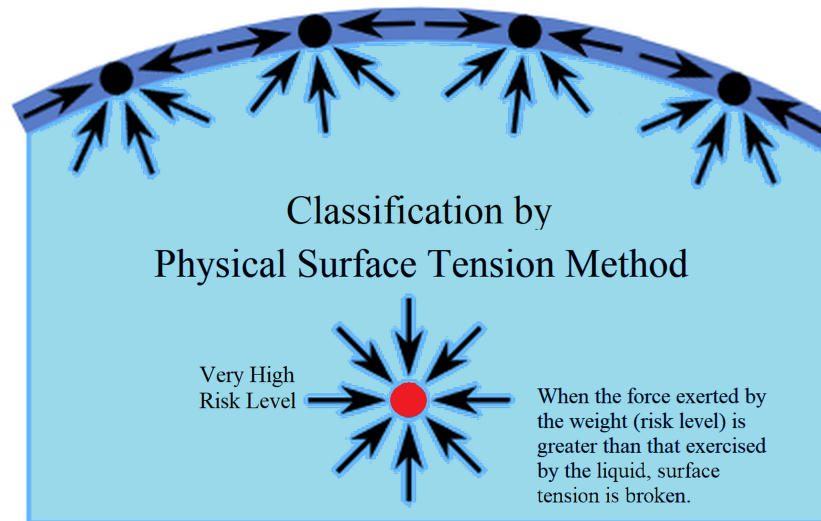 Classification by
Physical Surface Tension Method
Very High
Risk Level
When the force exerted by
the weight (risk level) is
greater than that exercised
by the liquid, surface
tension is broken.